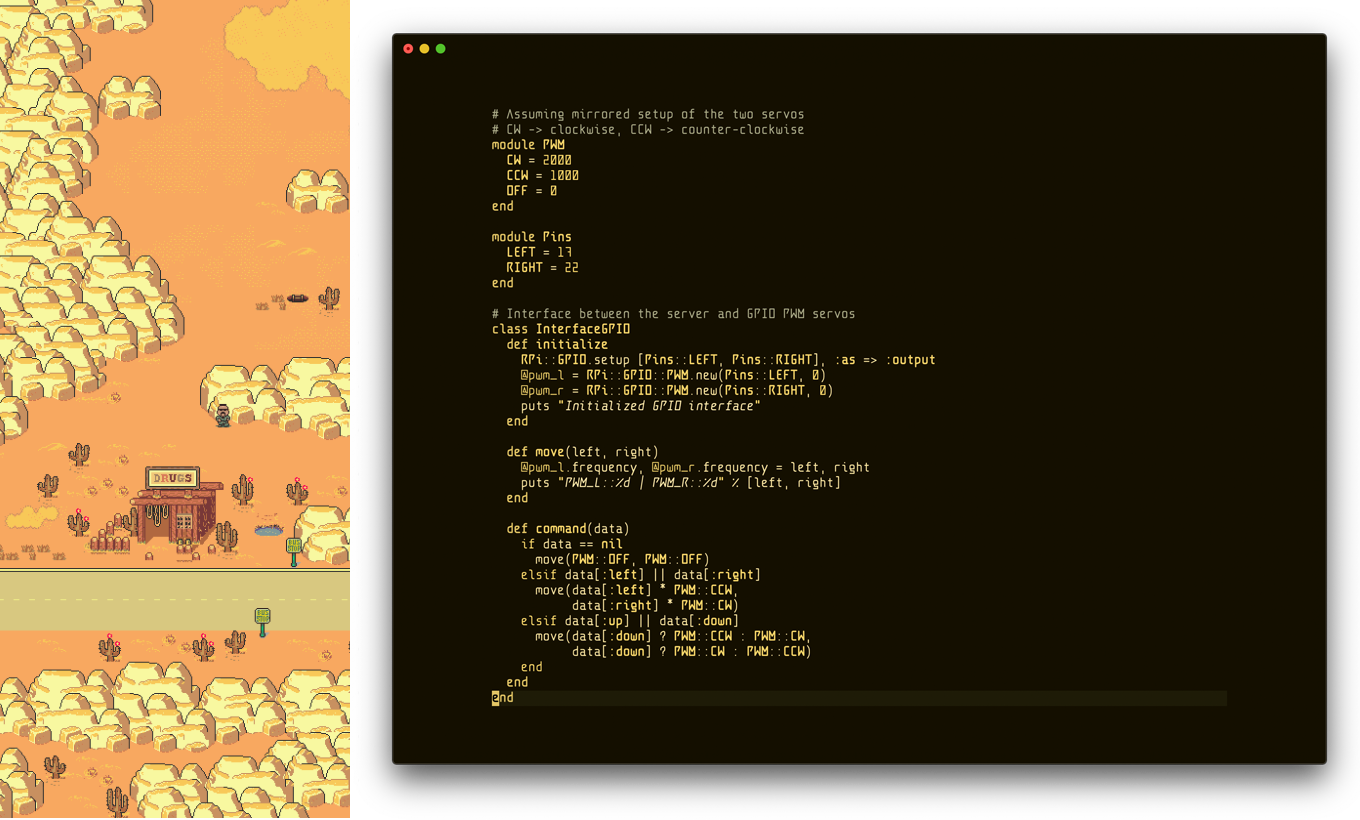 DRUGS
# Assuming mirrored setup of the two servos
# CW -> clockwise, CCW -> counter-clockwise
module PWM
  CW = 2000
  CCW = 1000
  OFF = 0
end
module Pins
  LEFT = 17
  RIGHT = 22
end
# Interface between the server and GPIO PWM servos
class InterfaceGPIO
  def initialize
    RPi::GPIO.setup [Pins::LEFT, Pins::RIGHT], :as => :output
    @pwm_l = RPi::GPIO::PWM.new(Pins::LEFT, 0)
    @pwm_r = RPi::GPIO::PWM.new(Pins::RIGHT, 0)
    puts "Initialized GPIO interface"
  end
  def move(left, right)
    @pwm_l.frequency, @pwm_r.frequency = left, right
    puts "PWM_L::%d | PWM_R::%d" % [left, right]
  end
  def command(data)
    if data == nil
      move(PWM::OFF, PWM::OFF)
    elsif data[:left] || data[:right]
      move(data[:left] * PWM::CCW,
           data[:right] * PWM::CW)
    elsif data[:up] || data[:down]
      move(data[:down] ? PWM::CCW : PWM::CW,
           data[:down] ? PWM::CW : PWM::CCW)
    end
  end
end